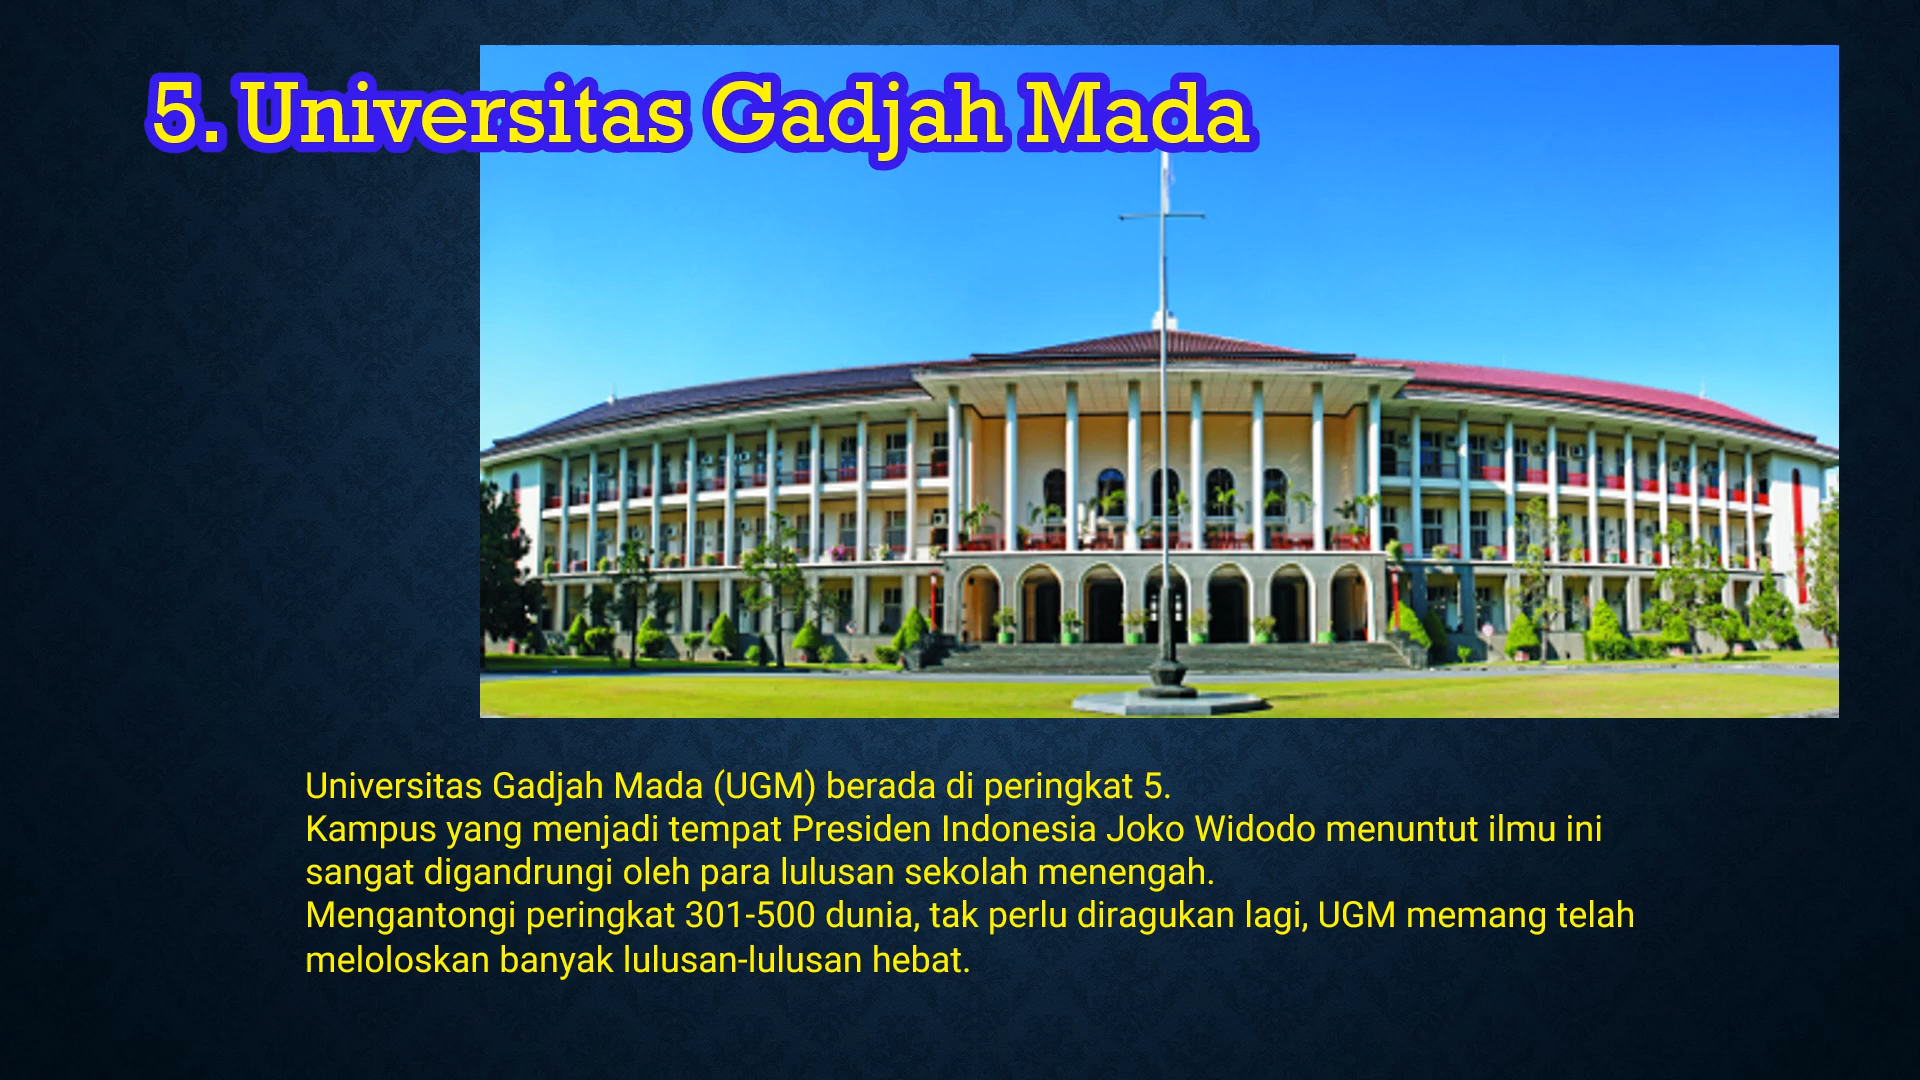 5. Universitas Gadjah Mada
Universitas Gadjah Mada (UGM) berada di peringkat 5.
Kampus yang menjadi tempat Presiden Indonesia Joko Widodo menuntut ilmu ini
sangat digandrungi oleh para lulusan sekolah menengah.
Mengantongi peringkat 301-500 dunia, tak perlu diragukan lagi, UGM memang telah
meloloskan banyak lulusan-lulusan hebat.